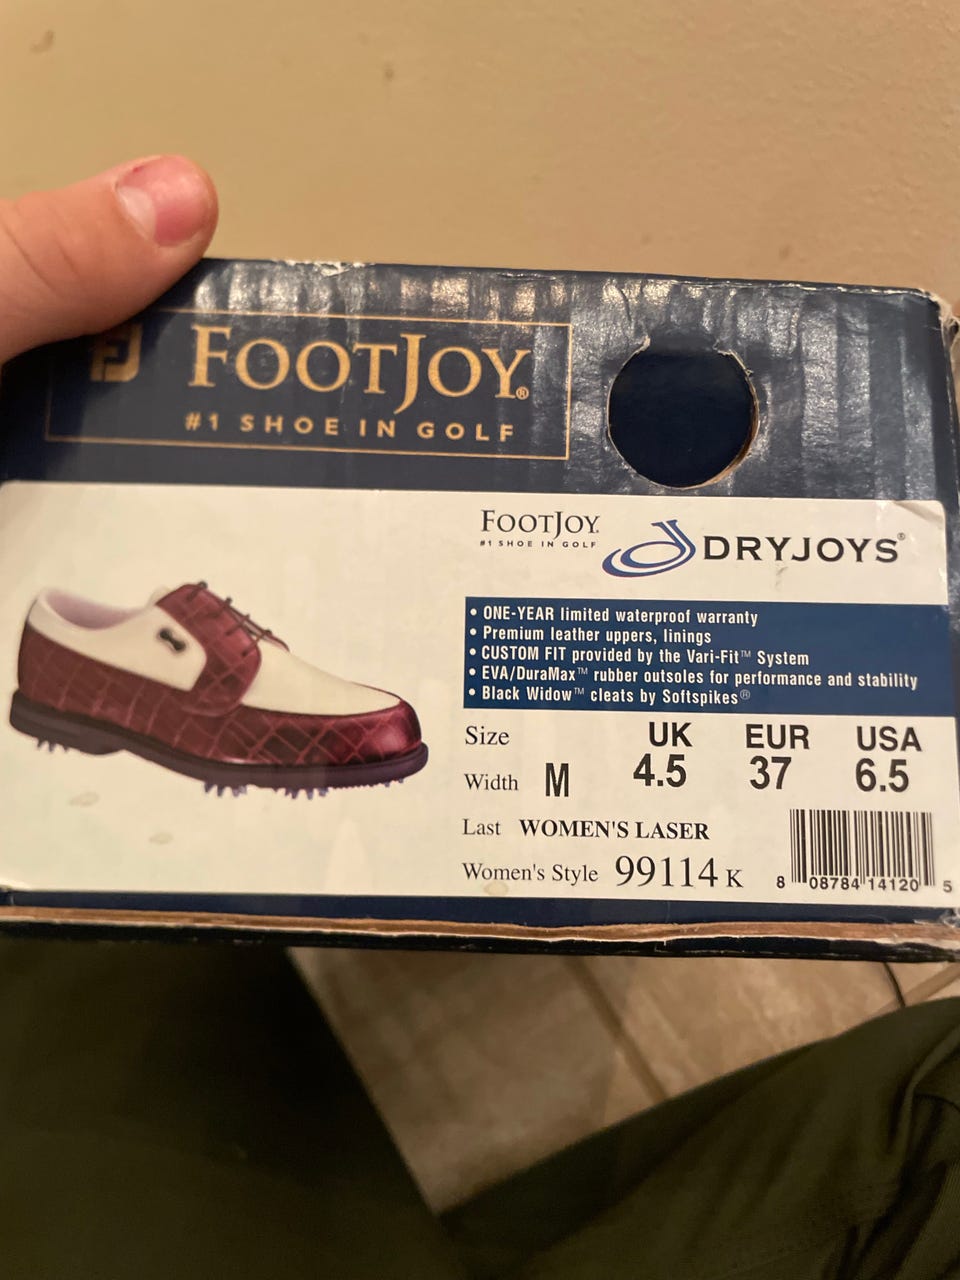 FJ
FOOTJOY®
#1 SHOE IN GOLF
FOOTJOY
#1 SHOE IN GOLF
DRYJOYS®
• ONE-YEAR limited waterproof warranty
• Premium leather uppers, linings
• CUSTOM FIT provided by the Vari-Fit™ System
• EVA/DuraMax™ rubber outsoles for performance and stability
• Black Widow™ cleats by Softspikes®
Size UK EUR USA
Width M 4.5 37 6.5
Last WOMEN'S LASER
Women's Style 99114 K
8 08784 14120 5